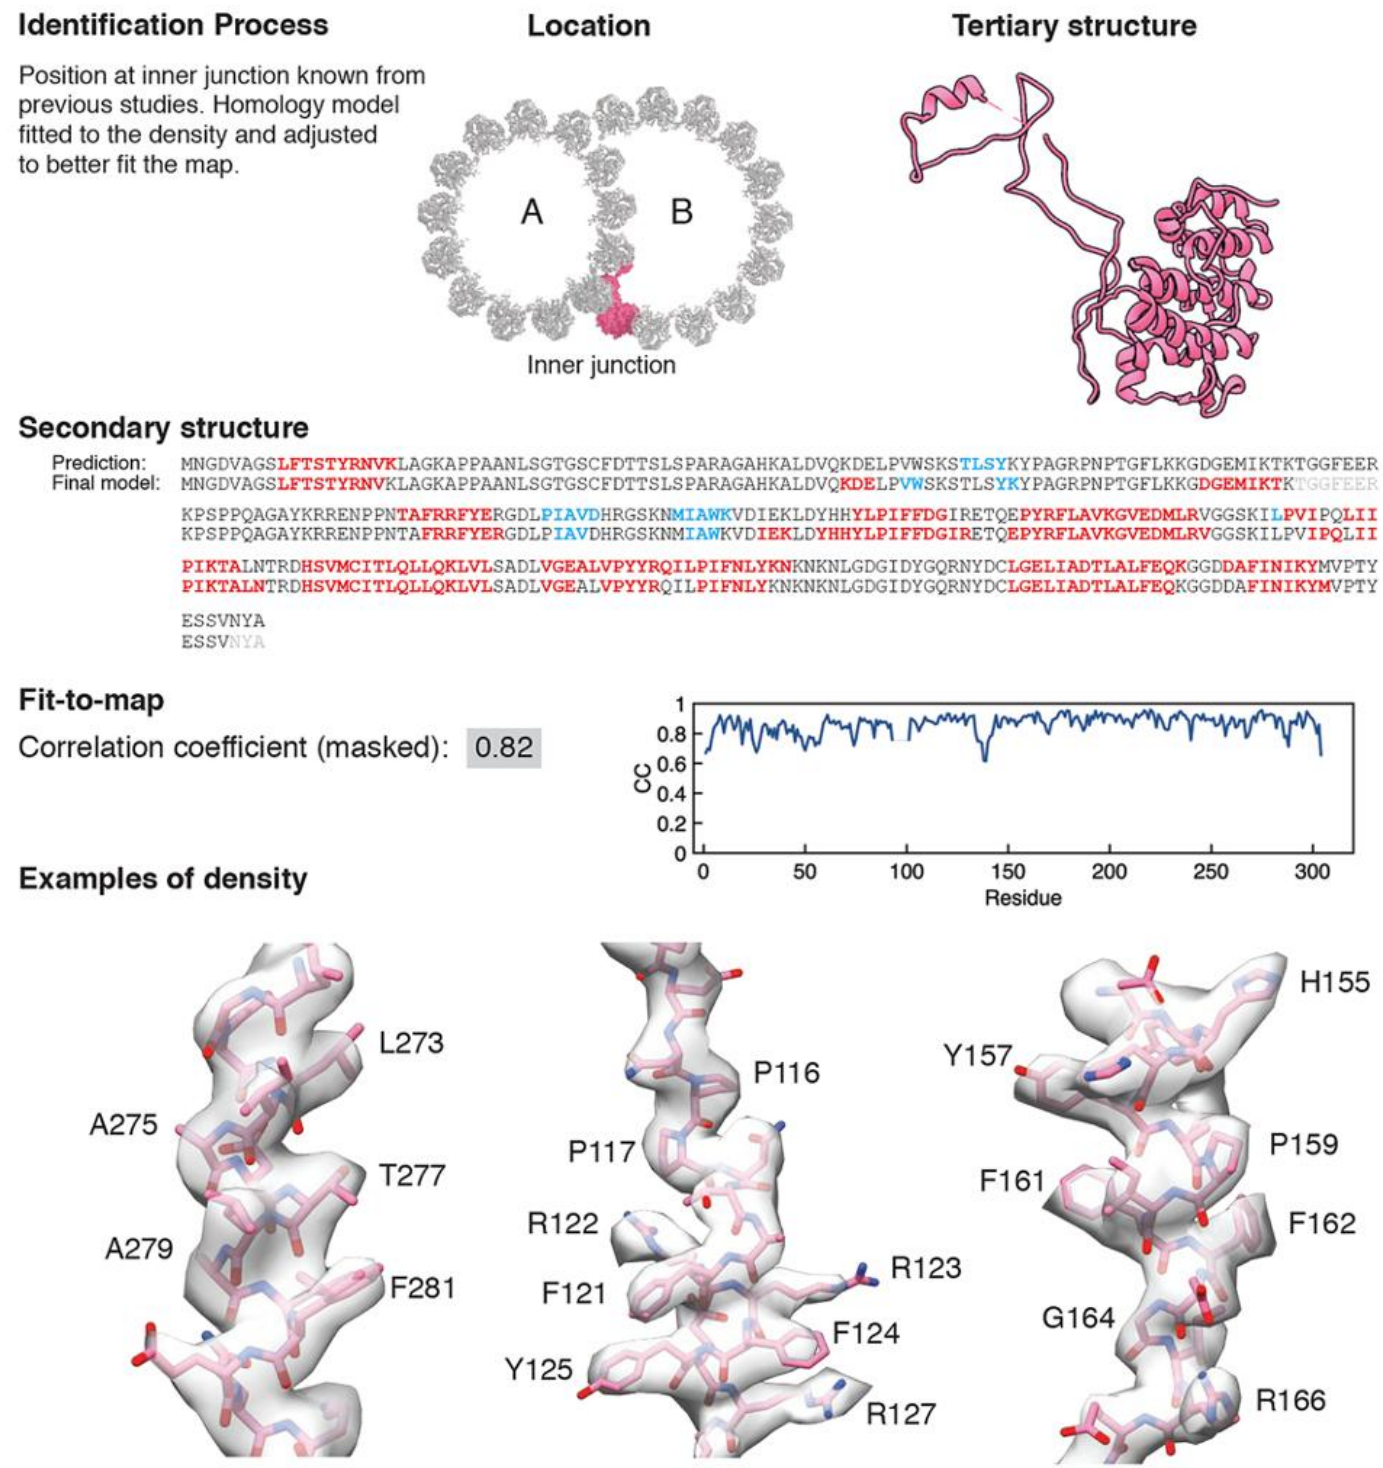 Identification Process
Position at inner junction known from
previous studies. Homology model
fitted to the density and adjusted
to better fit the map.
Location
A
B
Inner junction
Tertiary structure
Secondary structure
Prediction: MNGDVAGSLFTSTYRNVKLAGKAPPAANLSGTGSCFDTTSLSPARAGAHKALDVQKDELPVWSKSTLSYKYPAGRPNPTGFLKKGDGEMIKTKTGGFEER
Final model: MNGDVAGSLFTSTYRNVKLAGKAPPAANLSGTGSCFDTTSLSPARAGAHKALDVQKDELPVWSKSTLSYKYPAGRPNPTGFLKKGDGEMIKTKTGGFEER
KPSPPQAGAYKRRENPPNTAFRRFYERGDLPIAVDHRGSKNMIAWKVDIEKLDYHHYLPIFFDGIRETQEPYRFLAVKGVEDMLRVGGSKILPVIPQLII
KPSPPQAGAYKRRENPPNTAFRRFYERGDLPIAVDHRGSKNMIAWKVDIEKLDYHHYLPIFFDGIRETQEPYRFLAVKGVEDMLRVGGSKILPVIPQLII
PIKTALNTRDHSVMCITLQLLQKLVLSADLVGEALVPYYRQILPIFNLYKNKNKNLGDGIDYGQRNYDCLGELIADTLALFEQKGGDDAFINIKYMVPTY
PIKTALNTRDHSVMCITLQLLQKLVLSADLVGEALVPYYRQILPIFNLYKNKNKNLGDGIDYGQRNYDCLGELIADTLALFEQKGGDDAFINIKYMVPTY
ESSVNYA
ESSVNYA
Fit-to-map
Correlation coefficient (masked): 0.82
1
0.8
0.6
0.4
0.2
0
CC
0 50 100 150 200 250 300
Residue
Examples of density
L273
A275
T277
A279
F281
P116
P117
R122
R123
F121
F124
Y125
R127
H155
Y157
P159
F161
F162
G164
R166